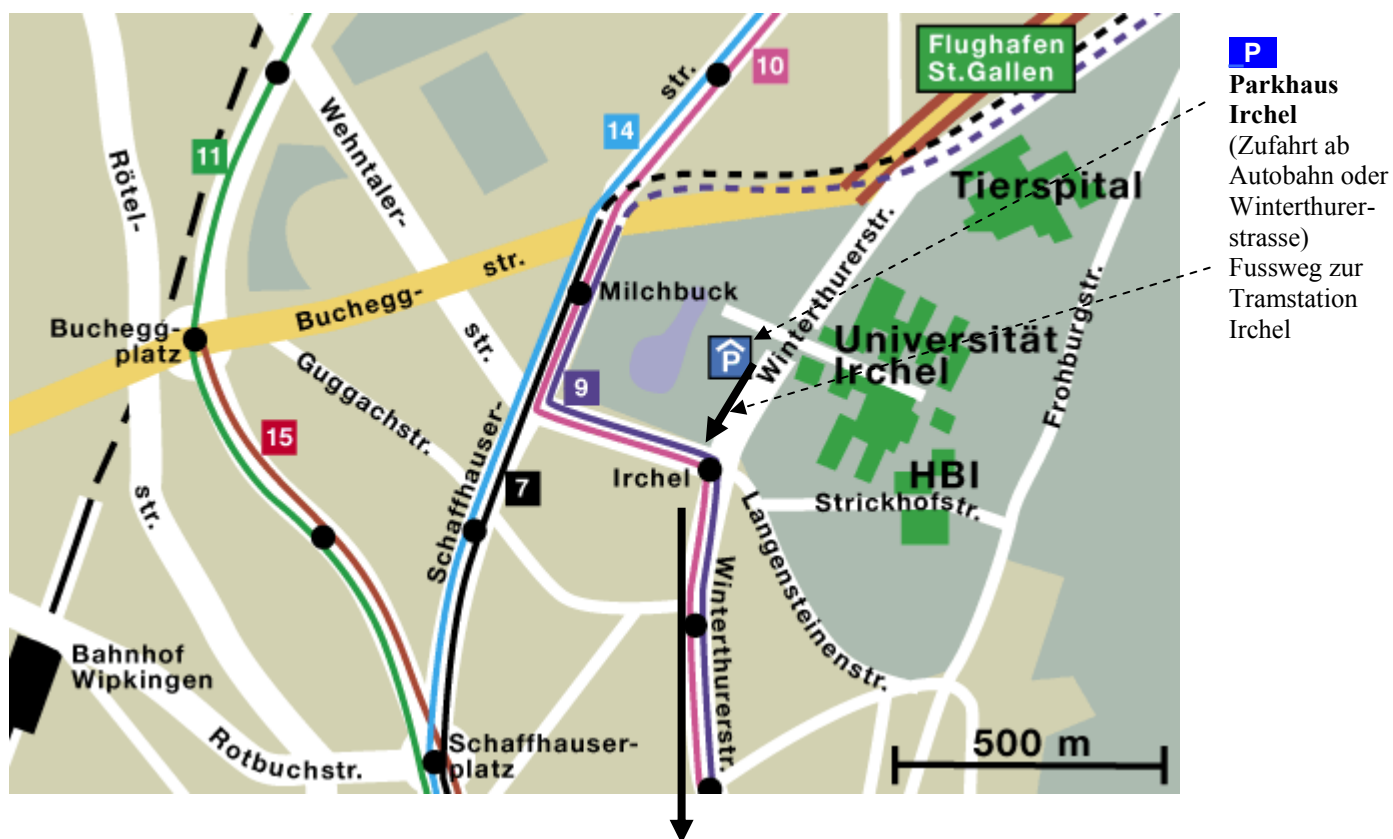 Flughafen
St.Gallen
10
str.
14
11
Wehntaler-
str.
Rötel-
str.
Tierspital
Winterthurerstr.
Buchegg-
str.
Milchbuck
Buchegg-
platz
P
Universität
Irchel
Frohburgstr.
Guggachstr.
9
15
Schaffhauser-
str.
7
Irchel
HBI
Strickhofstr.
Langensteinenstr.
Winterthurerstr.
Bahnhof
Wipkingen
Rotbuchstr.
Schaffhauser-
platz
500 m
P
Parkhaus
Irchel
(Zufahrt ab
Autobahn oder
Winterthurer-
strasse)
Fussweg zur
Tramstation
Irchel